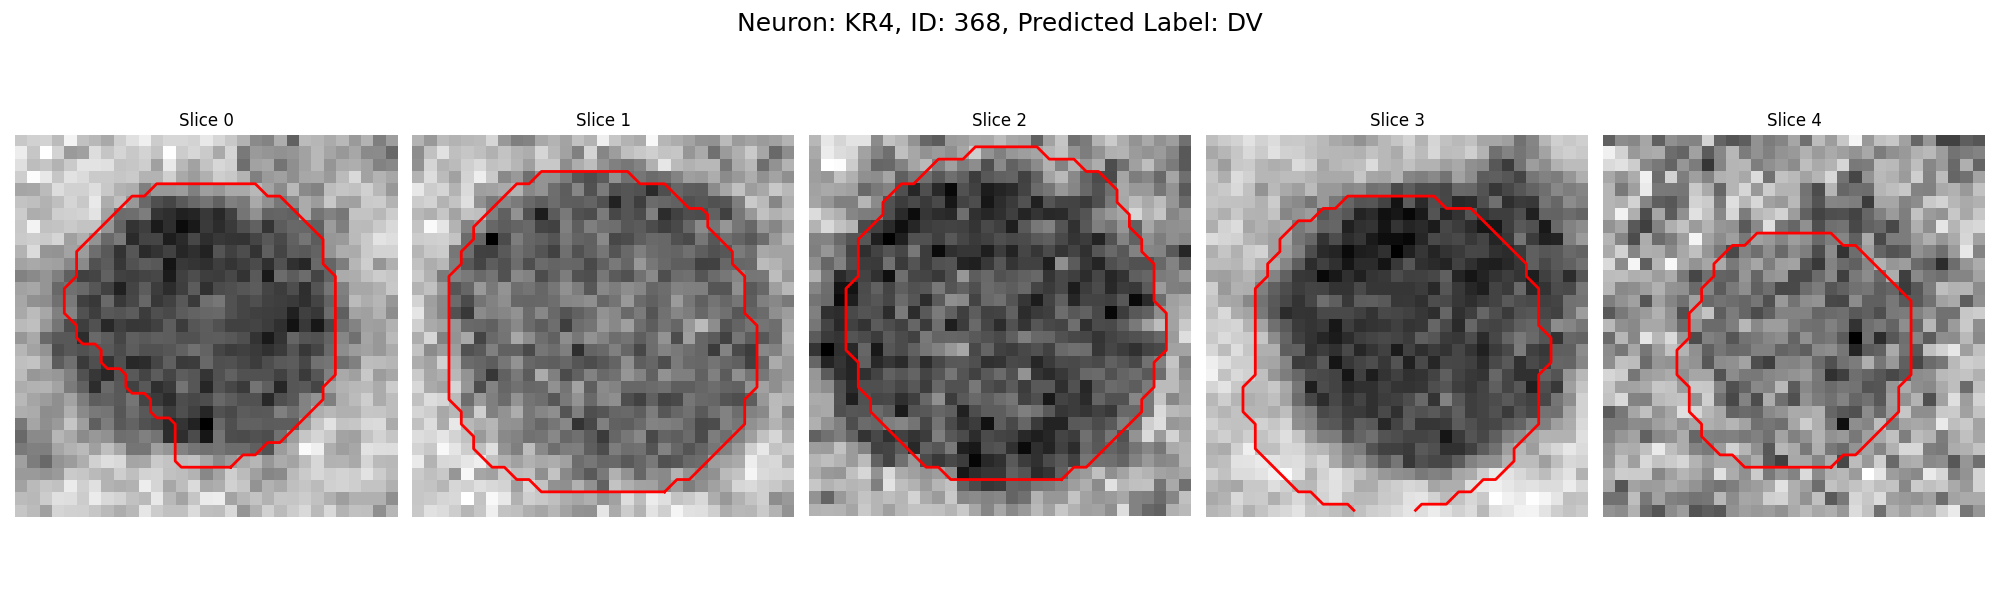 Neuron: KR4, ID: 368, Predicted Label: DV
Slice 0
Slice 1
Slice 2
Slice 3
Slice 4